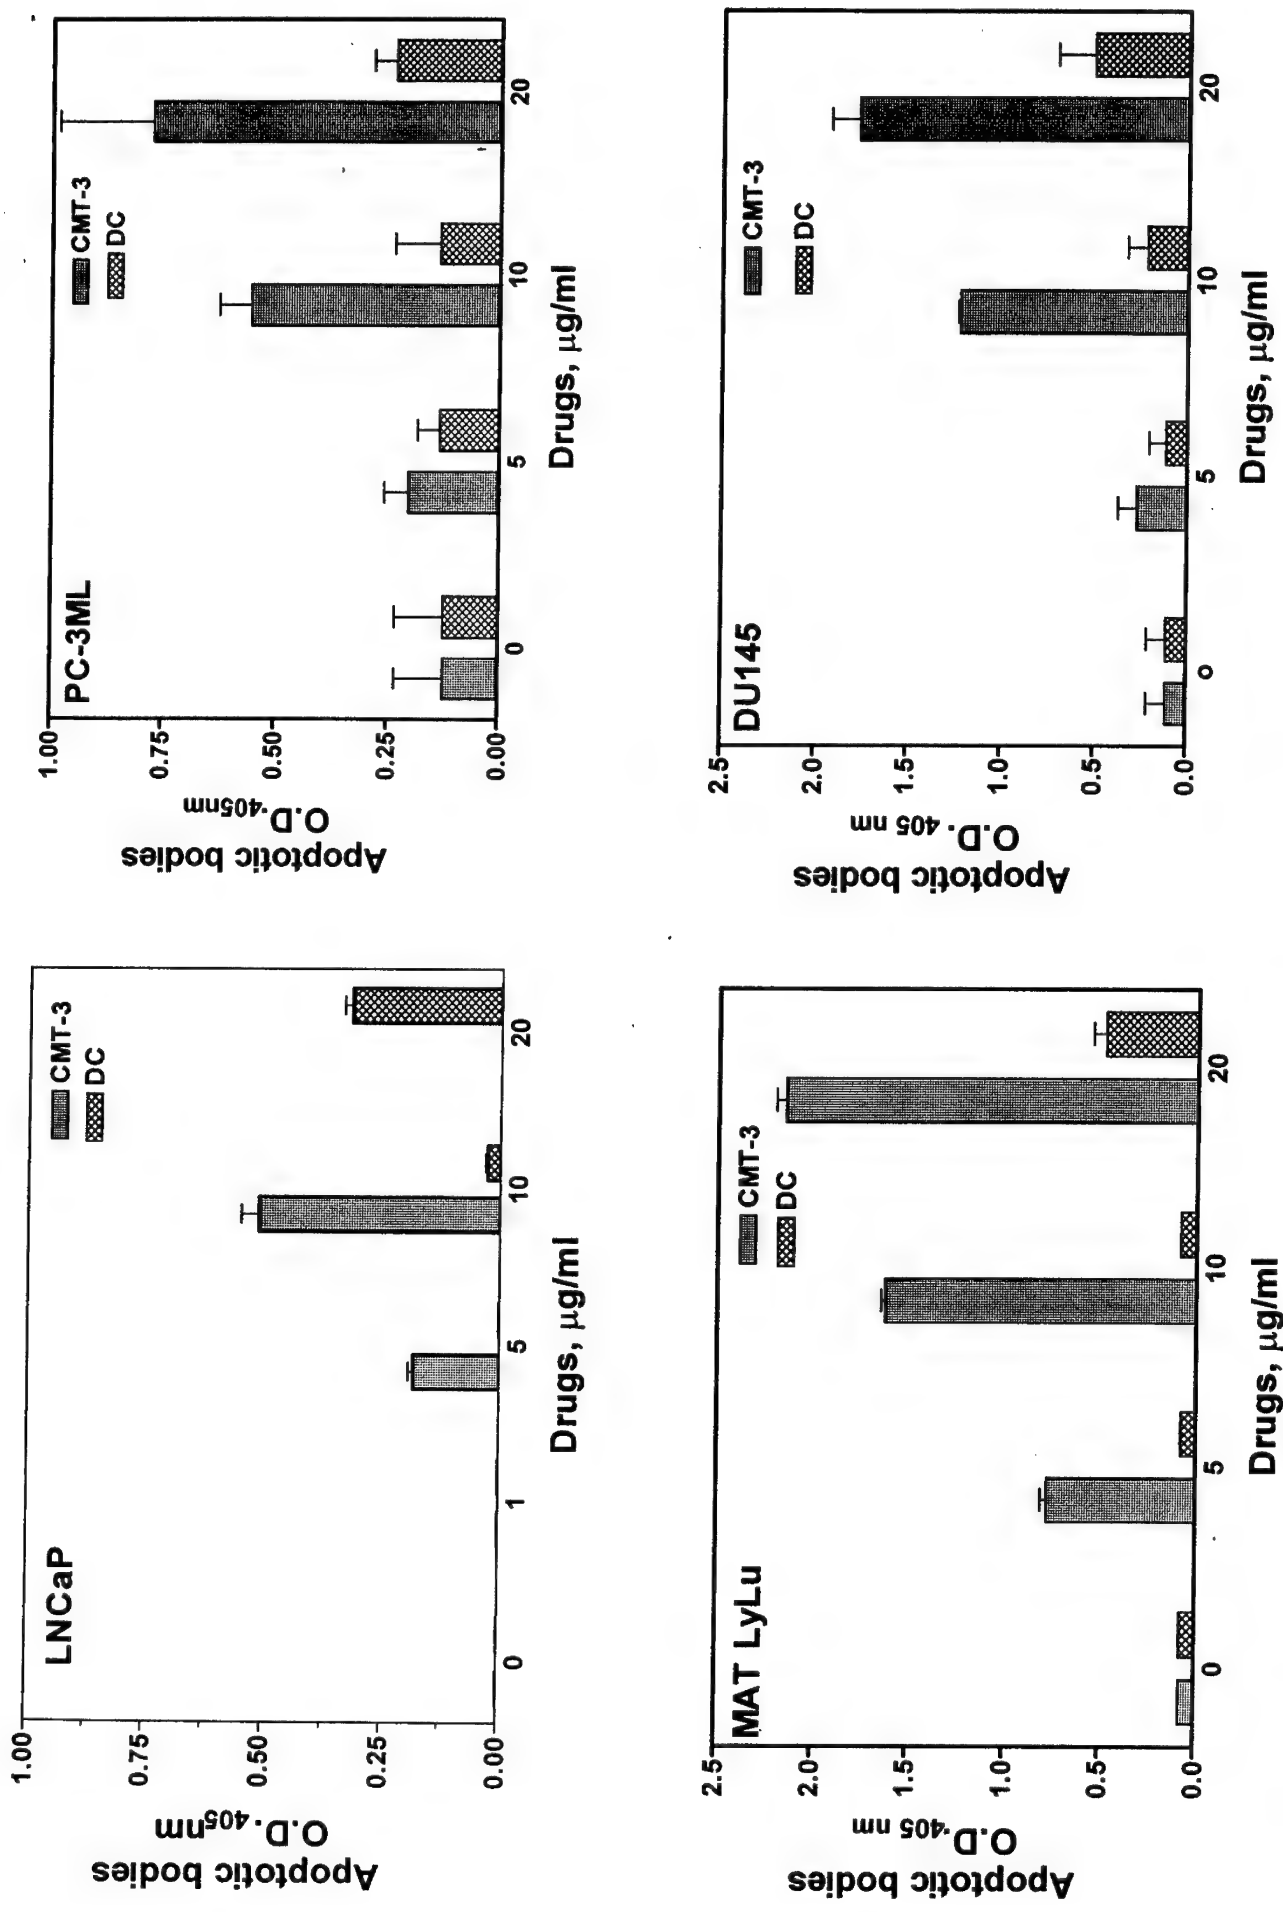 LNCaP
CMT-3
DC
1.00
0.75
0.50
0.25
0.00
Apoptotic bodies
O.D.405nm
0
1
5
10
20
Drugs, μg/ml
PC-3ML
CMT-3
DC
1.00
0.75
0.50
0.25
0.00
Apoptotic bodies
O.D.405nm
0
5
10
20
Drugs, μg/ml
MAT LyLu
CMT-3
DC
2.5
2.0
1.5
1.0
0.5
0.0
Apoptotic bodies
O.D.405 nm
0
5
10
20
Drugs, μg/ml
DU145
CMT-3
DC
2.5
2.0
1.5
1.0
0.5
0.0
Apoptotic bodies
O.D.405 nm
0
5
10
20
Drugs, μg/ml